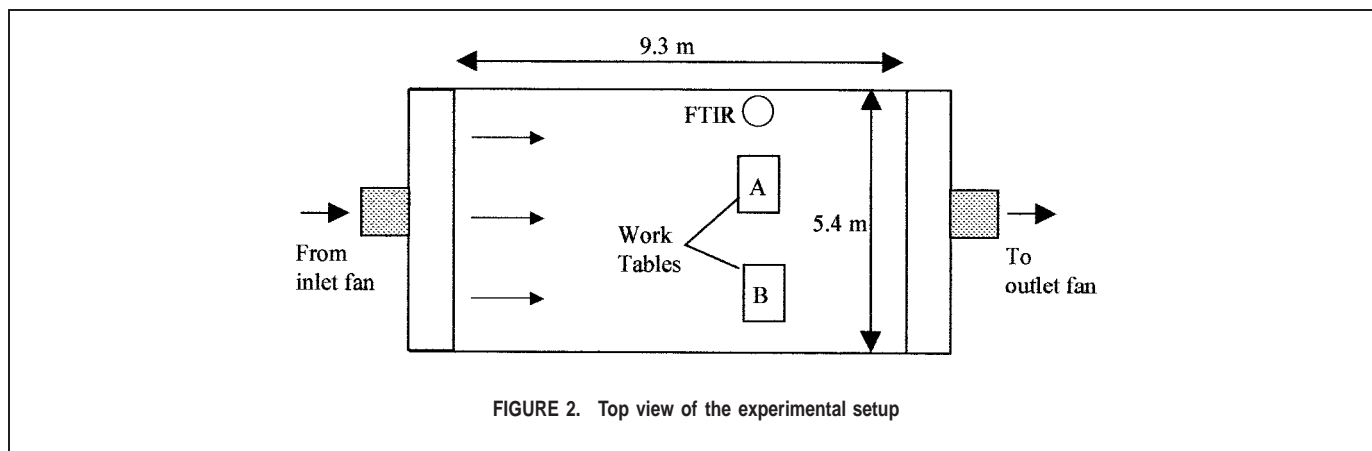 9.3 m
FTIR
A
5.4 m
Work
Tables
B
From
inlet fan
To
outlet fan
FIGURE 2. Top view of the experimental setup